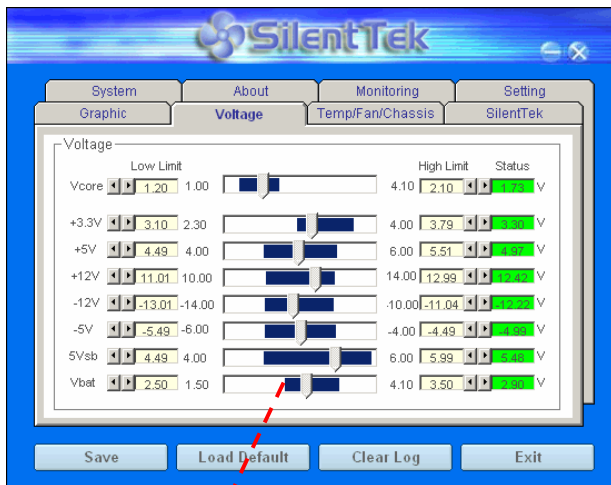 SilentTek
System About Monitoring Setting
Graphic Voltage Temp/Fan/Chassis SilentTek
Voltage
Low Limit High Limit Status
Vcore 1.20 1.00 4.10 2.10 1.73 V
+3.3V 3.10 2.30 4.00 3.79 3.30 V
+5V 4.49 4.00 6.00 5.51 4.97 V
+12V 11.01 10.00 14.00 12.99 12.42 V
-12V -13.01 -14.00 -10.00 -11.04 -12.22 V
-5V -5.49 -6.00 -4.00 -4.49 -4.99 V
5Vsb 4.49 4.00 6.00 5.99 5.48 V
Vbat 2.50 1.50 4.10 3.50 2.90 V
Save Load Default Clear Log Exit